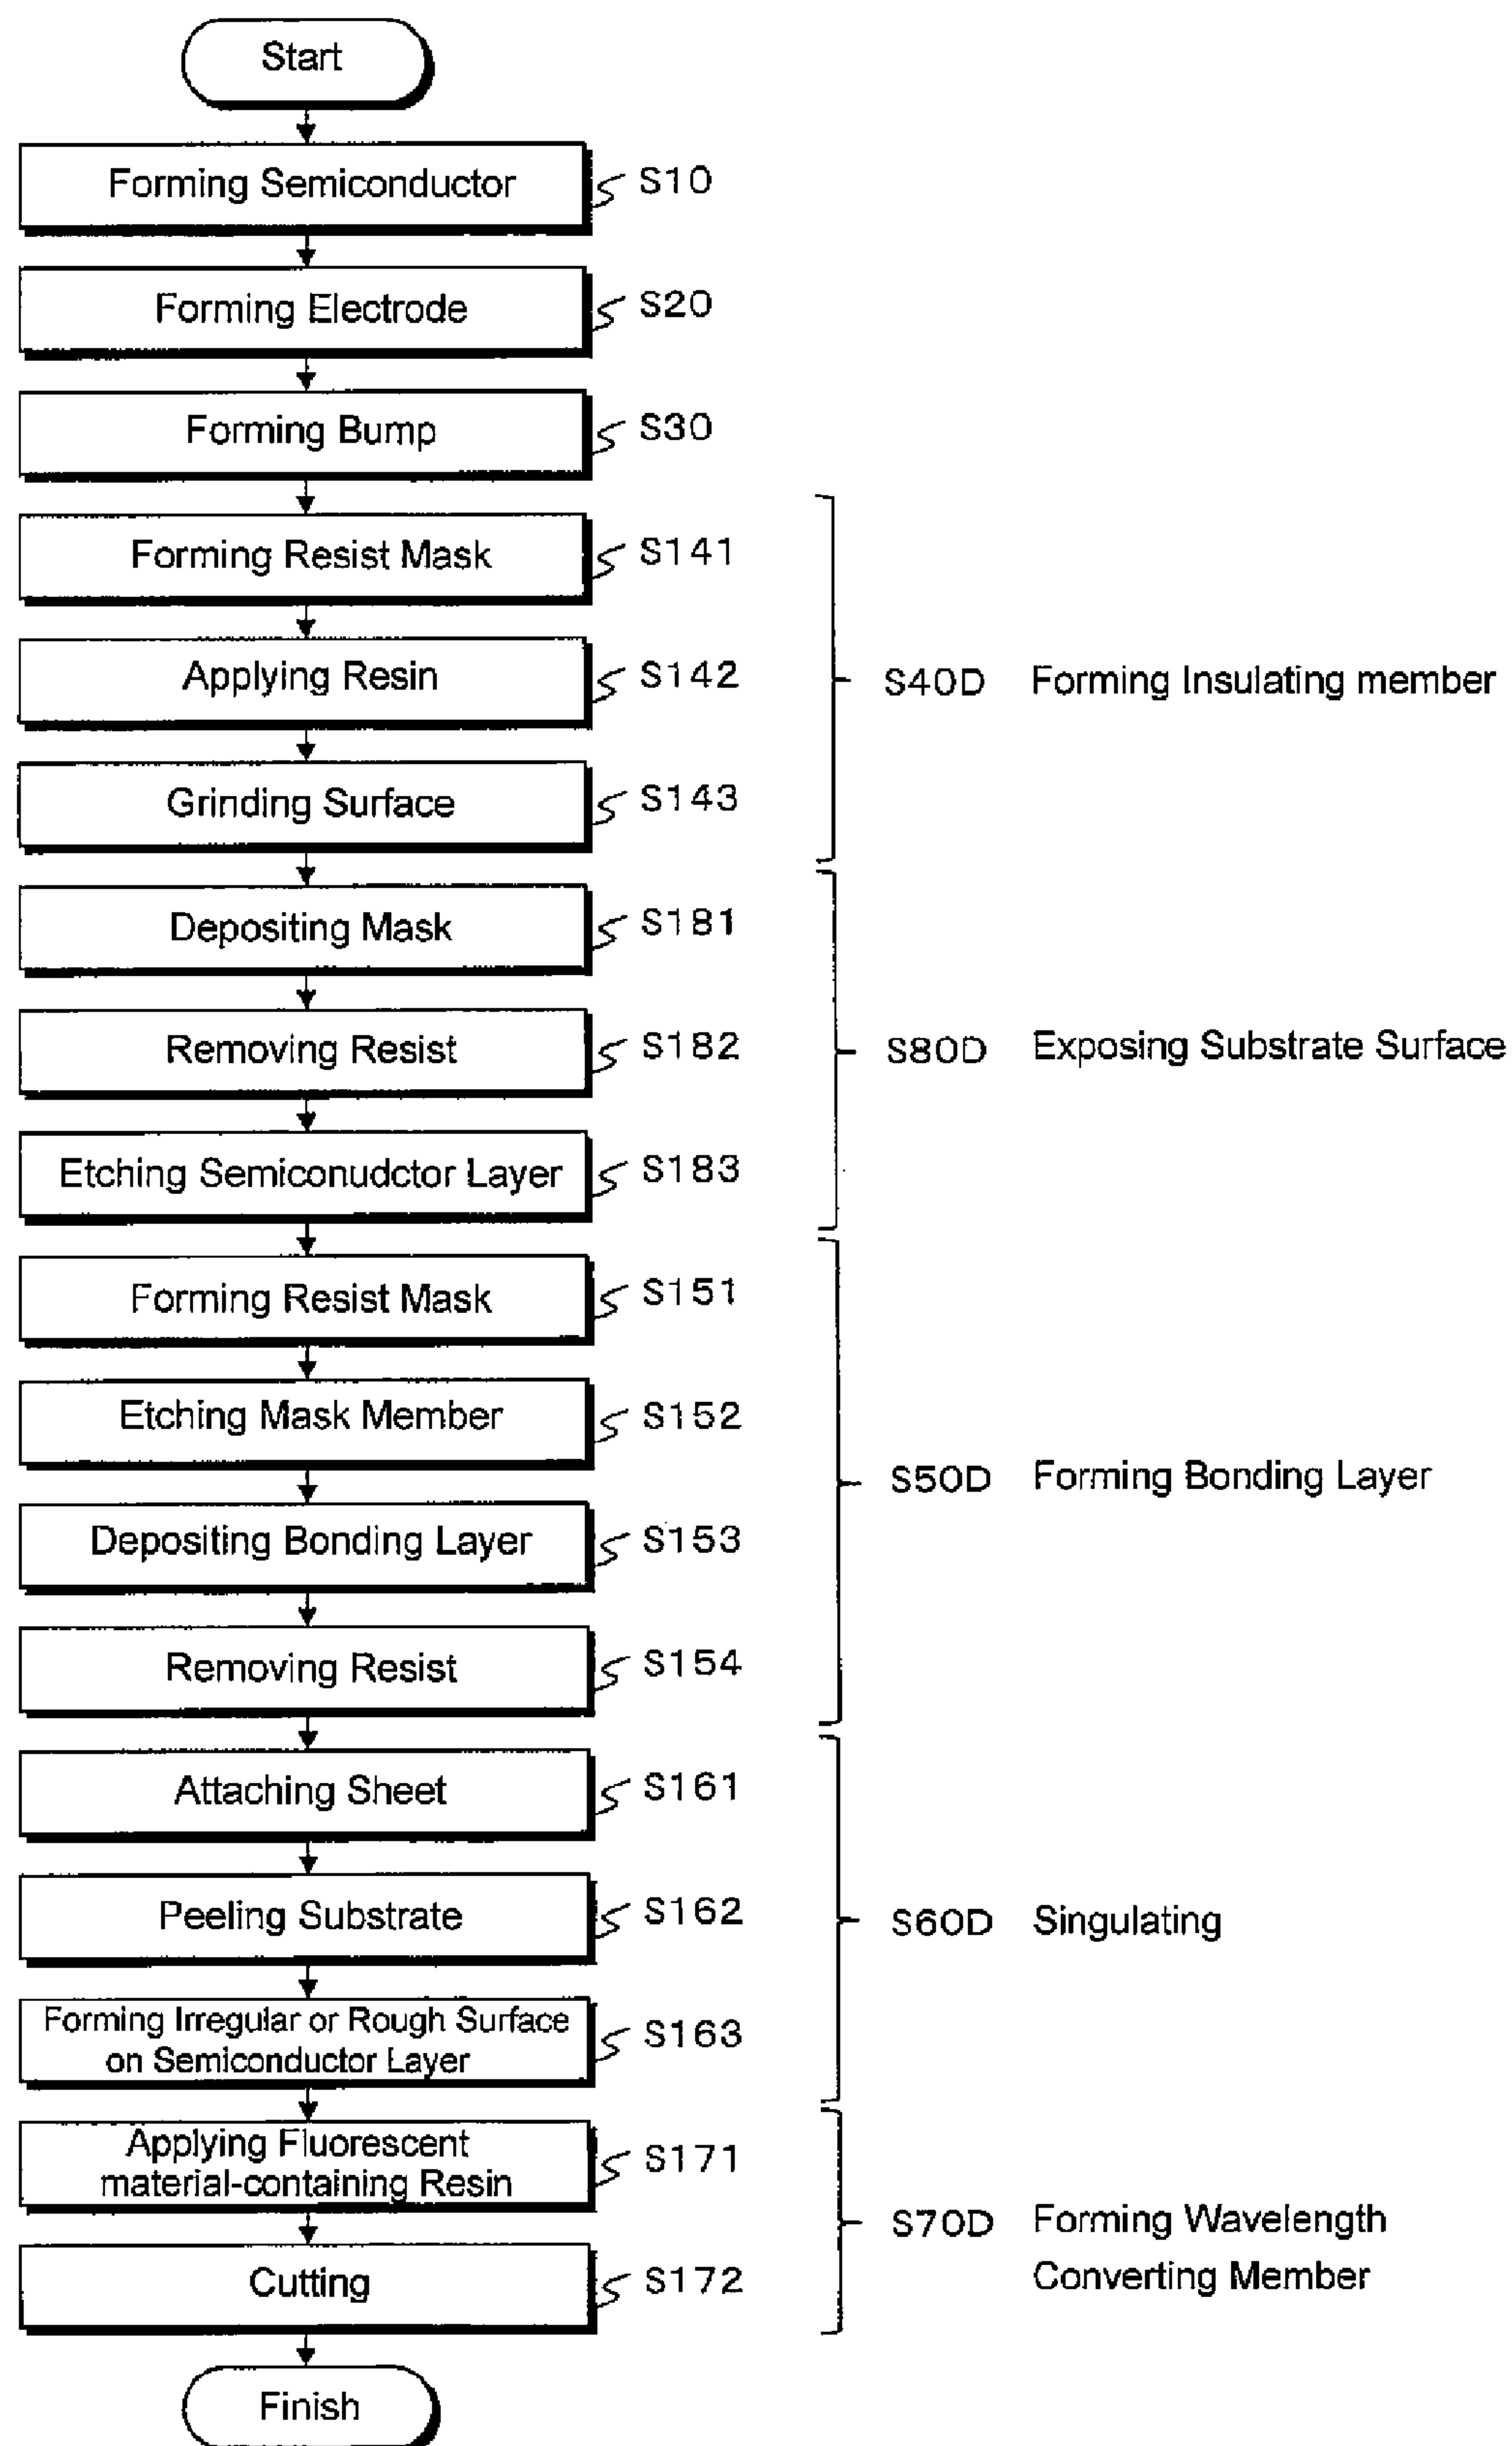 Start
Forming Semiconductor
S10
Forming Electrode
S20
Forming Bump
S30
Forming Resist Mask
S141
Applying Resin
S142
S40D Forming Insulating member
Grinding Surface
S143
Depositing Mask
S181
Removing Resist
S182
S80D Exposing Substrate Surface
Etching Semiconudctor Layer
S183
Forming Resist Mask
S151
Etching Mask Member
S152
S50D Forming Bonding Layer
Depositing Bonding Layer
S153
Removing Resist
S154
Attaching Sheet
S161
Peeling Substrate
S162
S60D Singulating
Forming Irregular or Rough Surface
on Semiconductor Layer
S163
Applying Fluorescent
material-containing Resin
S171
S70D Forming Wavelength
Converting Member
Cutting
S172
Finish